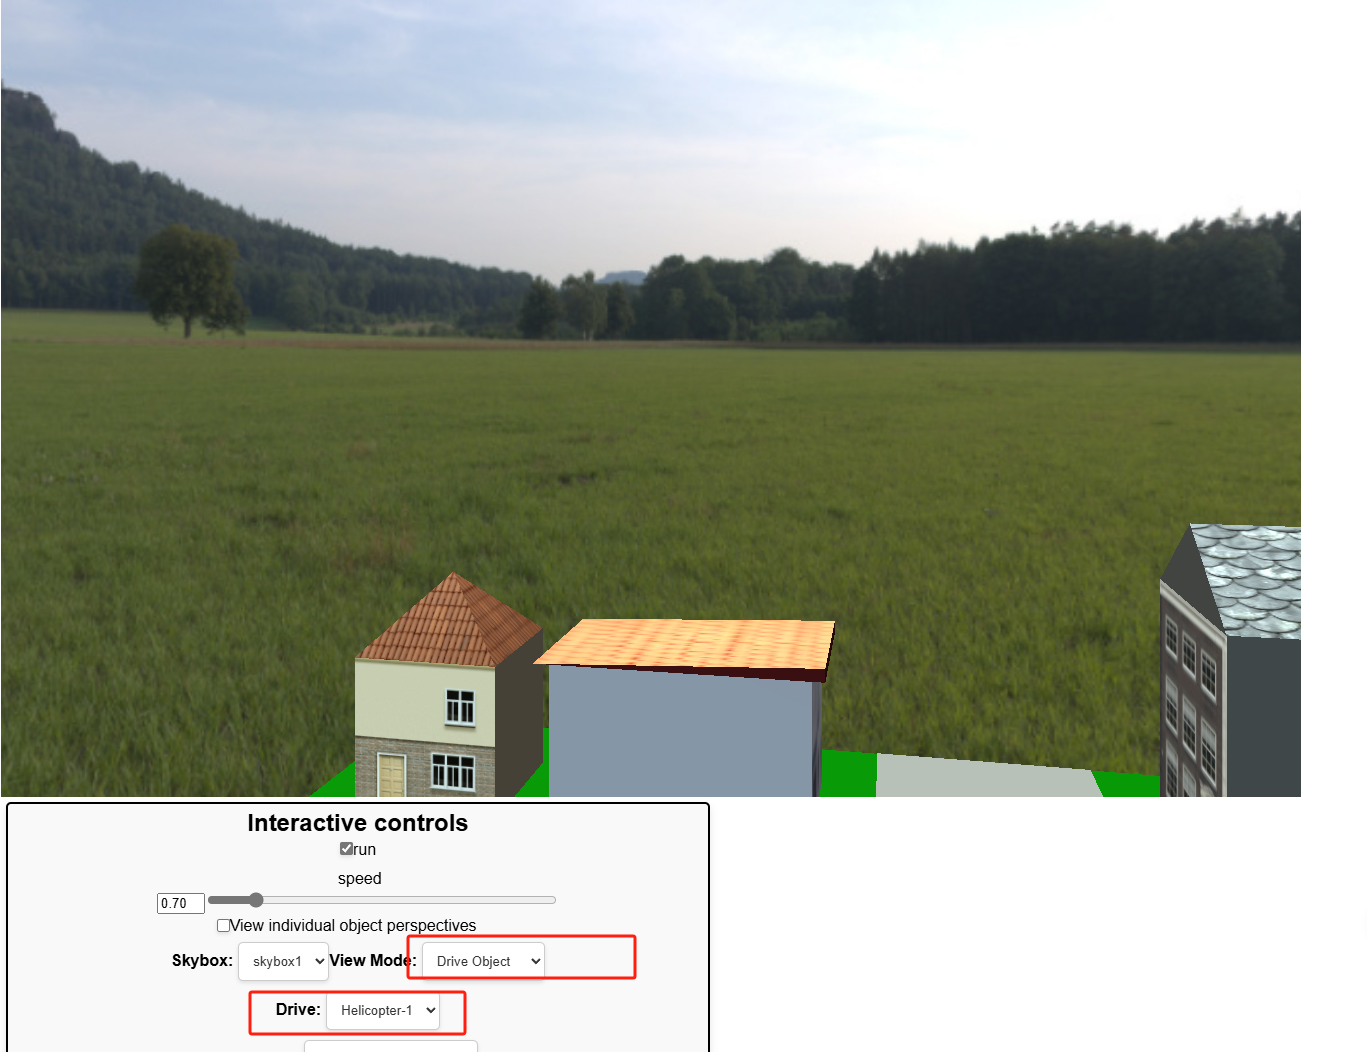 Interactive controls
run
speed
0.70
View individual object perspectives
Skybox: skybox1 View Mode: Drive Object
Drive: Helicopter-1